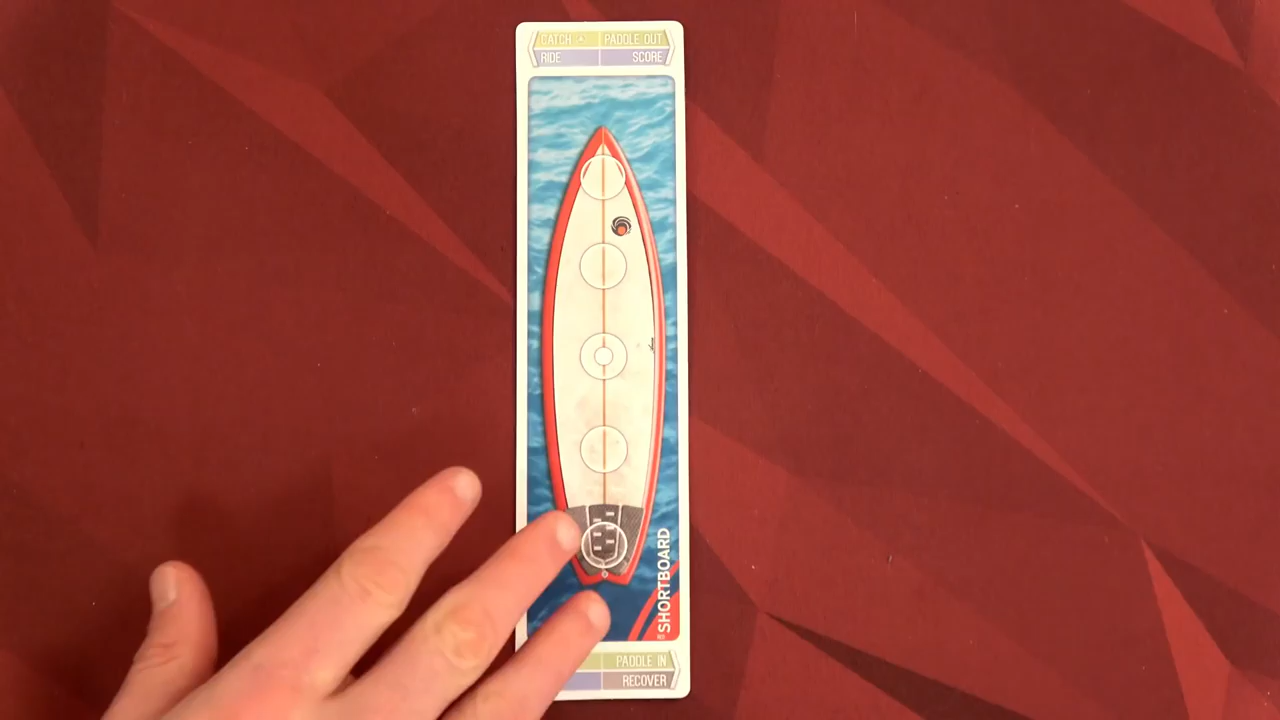 CATCH PADDLE OUT
RIDE SCORE
SHORTBOARD
PADDLE IN
RECOVER